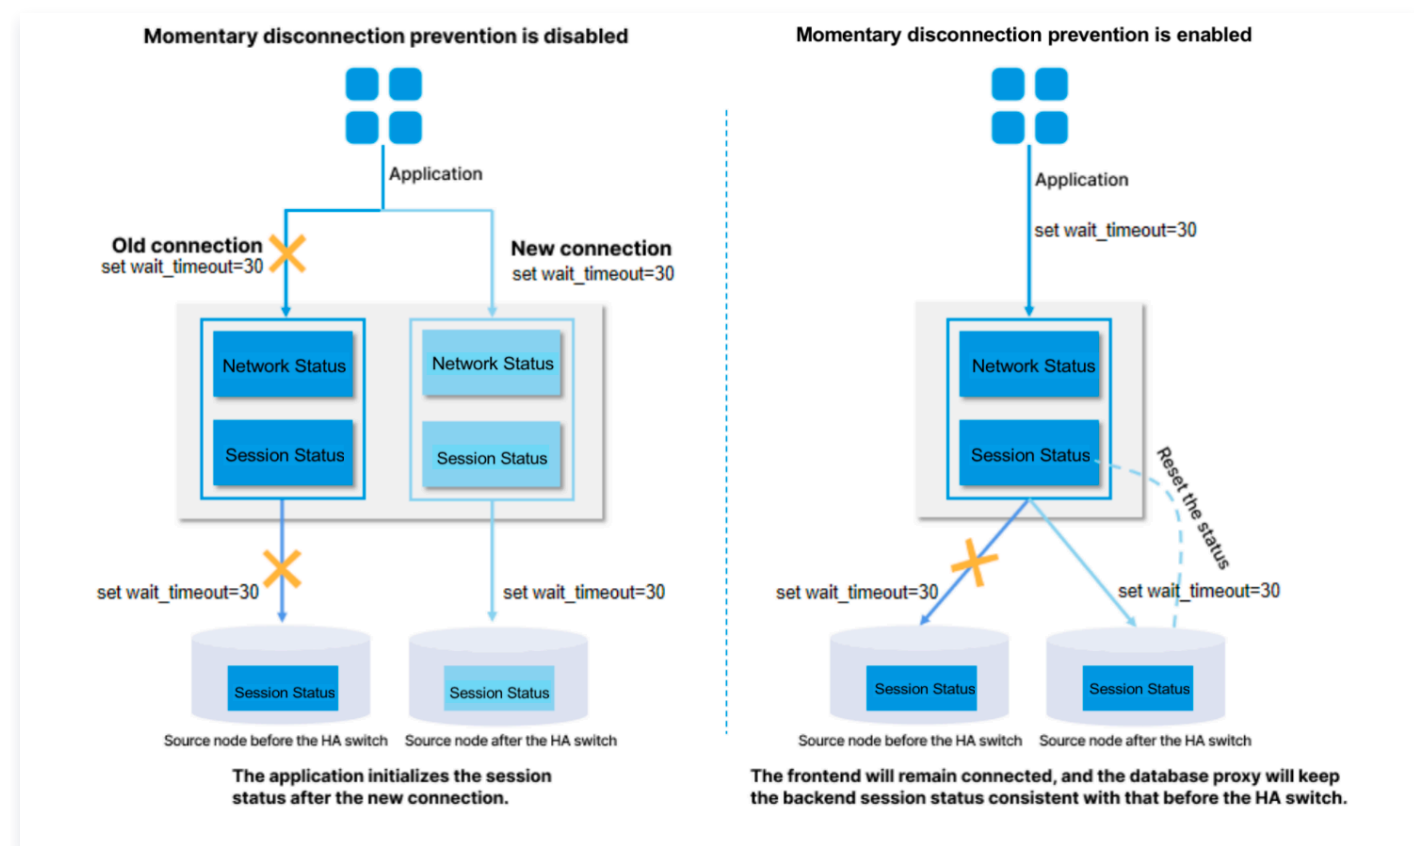 Momentary disconnection prevention is disabled
Application
Old connection
set wait_timeout=30
New connection
set wait_timeout=30
Network Status
Session Status
Network Status
Session Status
set wait_timeout=30
set wait_timeout=30
Session Status
Session Status
Source node before the HA switch
Source node after the HA switch
The application initializes the session
status after the new connection.
Momentary disconnection prevention is enabled
Application
set wait_timeout=30
Network Status
Session Status
Reset the status
set wait_timeout=30
set wait_timeout=30
Session Status
Session Status
Source node before the HA switch
Source node after the HA switch
The frontend will remain connected, and the database proxy will keep
the backend session status consistent with that before the HA switch.